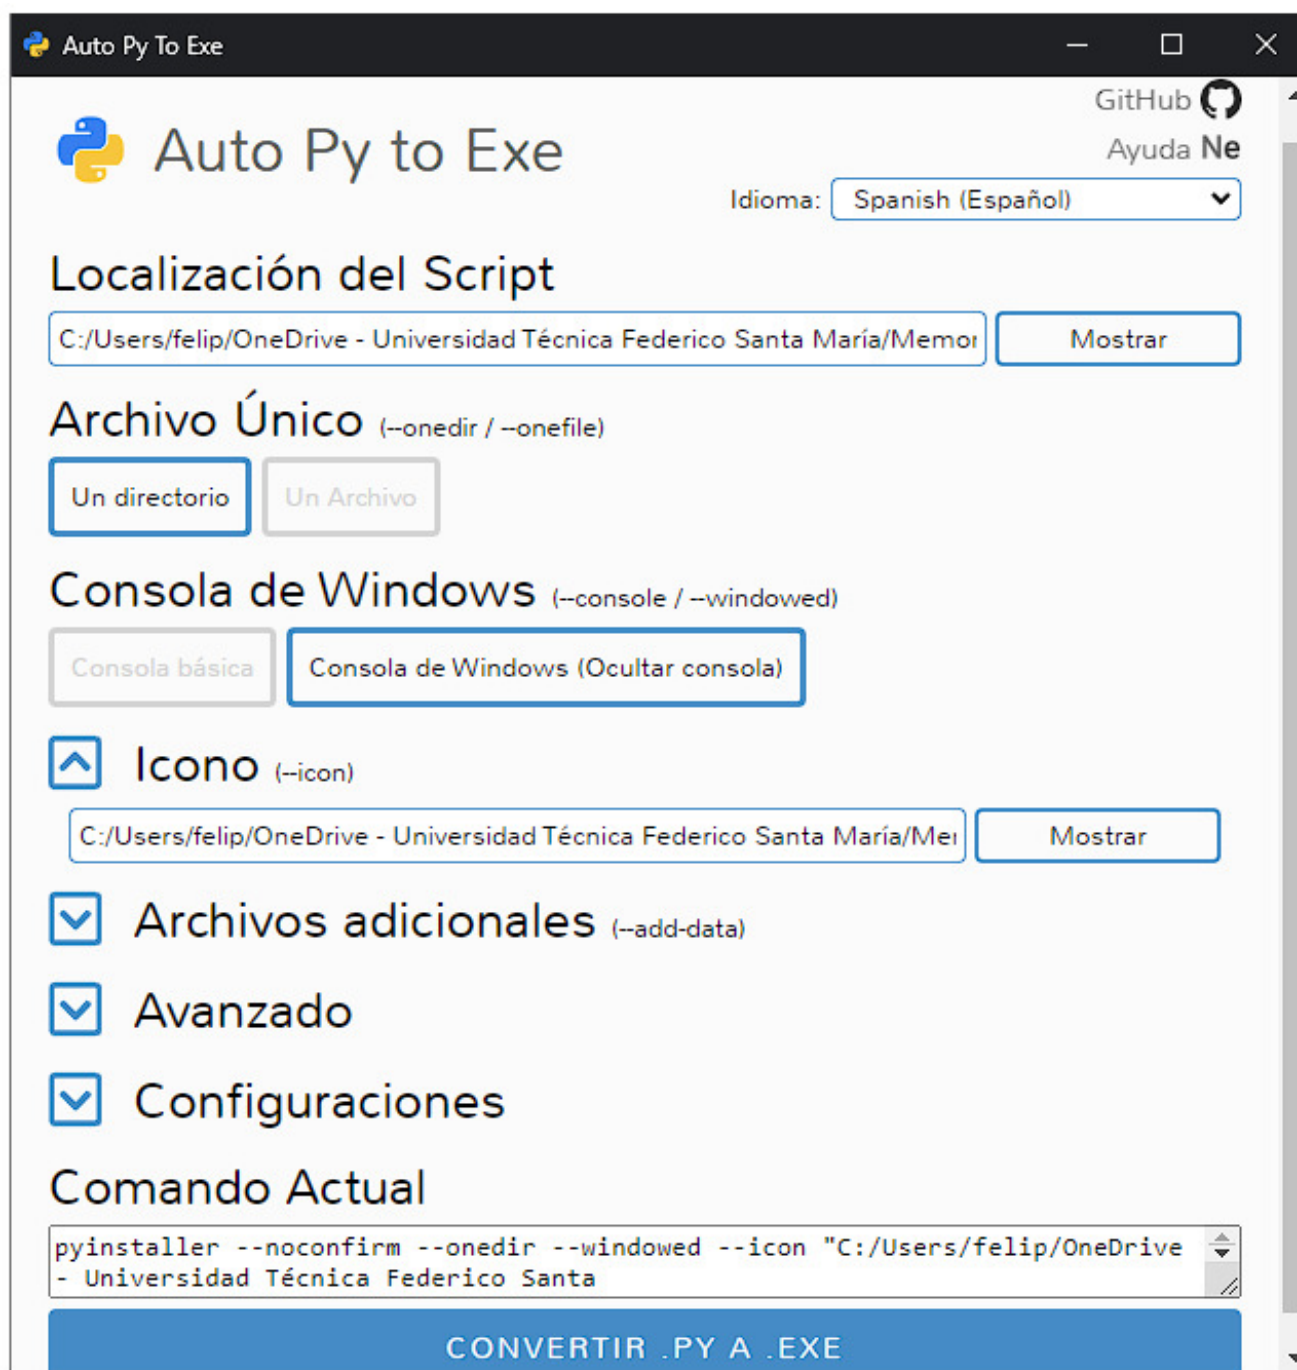 Auto Py To Exe
GitHub
Auto Py to Exe
Ayuda Ne
Idioma: Spanish (Español)
Localización del Script
C:/Users/felip/OneDrive - Universidad Técnica Federico Santa María/Memor Mostrar
Archivo Único (--onedir / --onefile)
Un directorio Un Archivo
Consola de Windows (--console / --windowed)
Consola básica Consola de Windows (Ocultar consola)
Icono (--icon)
C:/Users/felip/OneDrive - Universidad Técnica Federico Santa María/Mem Mostrar
Archivos adicionales (--add-data)
Avanzado
Configuraciones
Comando Actual
pyinstaller --noconfirm --onedir --windowed --icon "C:/Users/felip/OneDrive
- Universidad Técnica Federico Santa
CONVERTIR .PY A .EXE